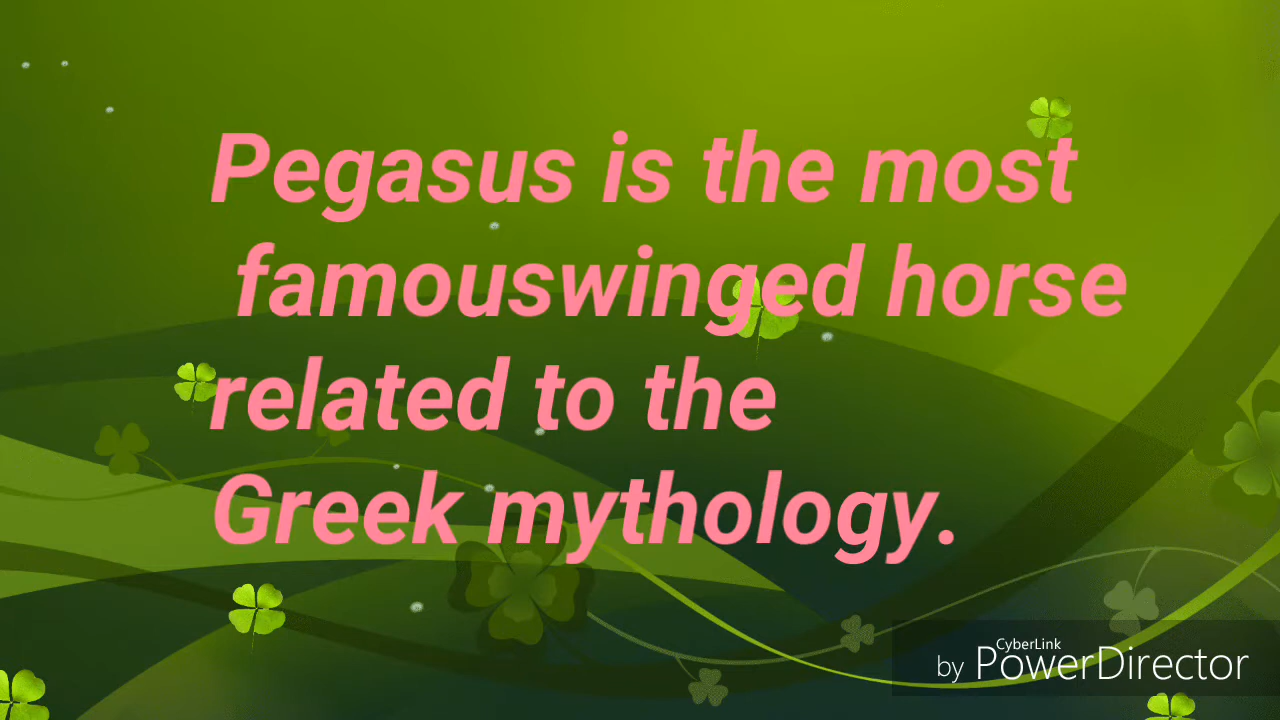 Pegasus is the most
famouswinged horse
related to the
Greek mythology.
CyberLink
by PowerDirector